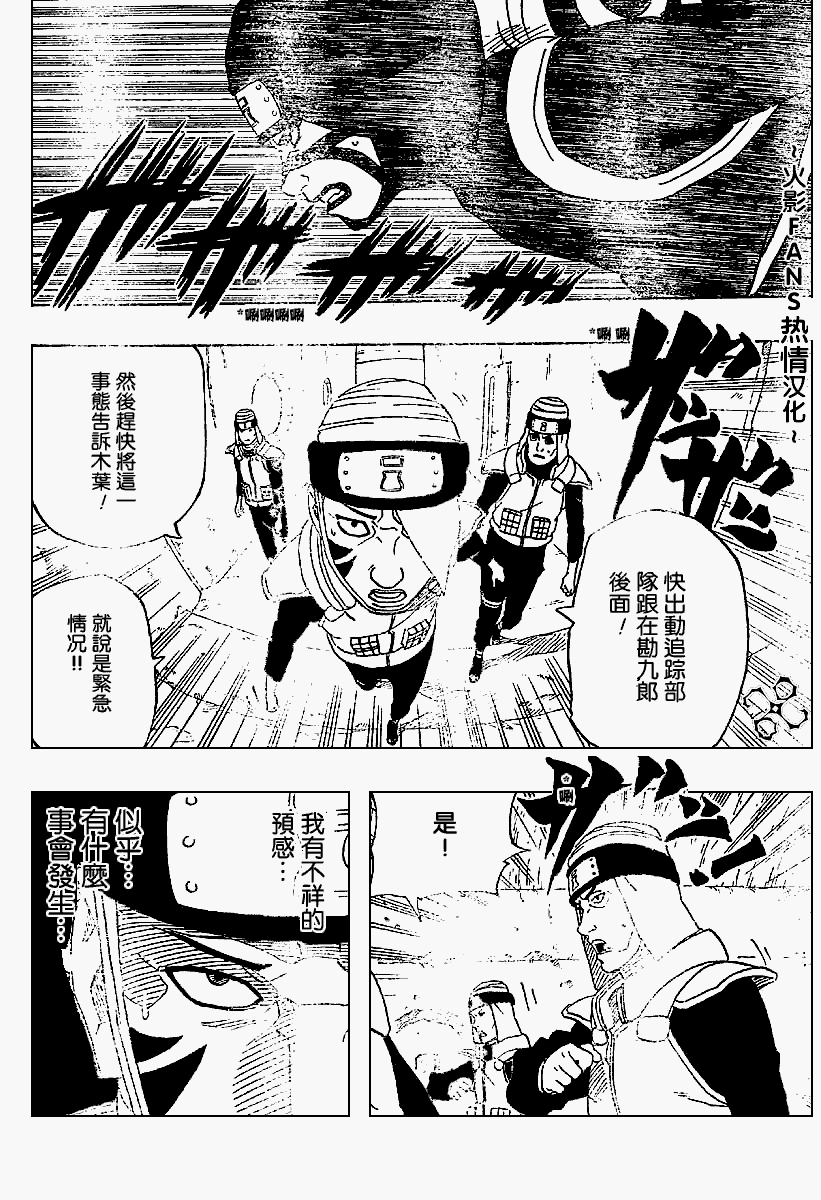 ~火影FANS热情汉化~
*唰唰唰唰
*唰唰
快出動追踪部
隊跟在勘九郎
後面！
然後趕快將這一
事態告訴木葉！
就說是緊急
情況!!
*唰
是！
我有不祥的
預感…
似乎…
有什麼
事會發生…